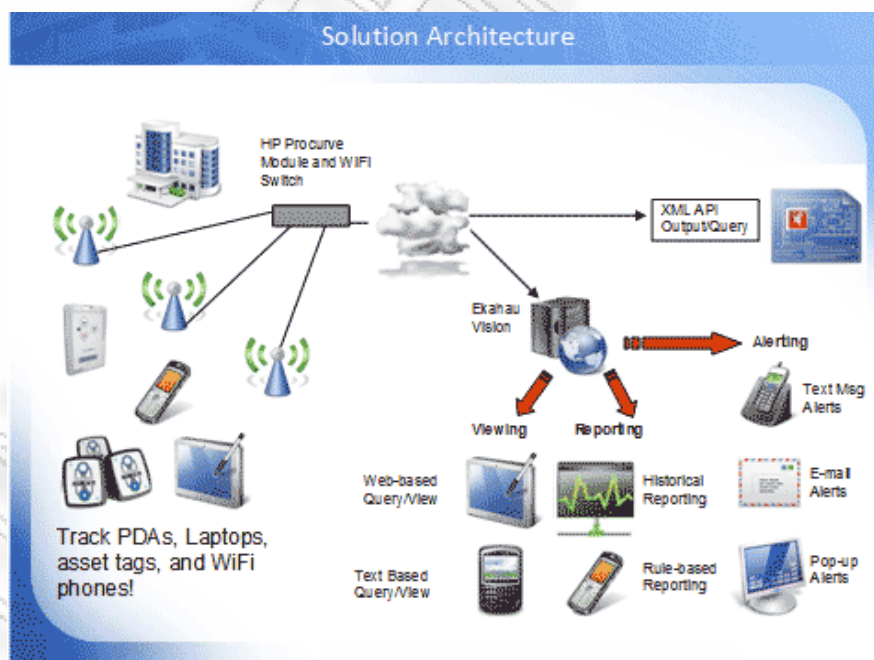 Solution Architecture
HP Procurve
Module and WIFI
Switch
XML API
Output/Query
Ekahau
Vision
Alerting
Text Msg
Alerts
Viewing
Reporting
Web-based
Query/View
Historical
Reporting
E-mail
Alerts
Track PDAs, Laptops,
asset tags, and WiFi
phones!
Text Based
Query/View
Rule-based
Reporting
Pop-up
Alerts